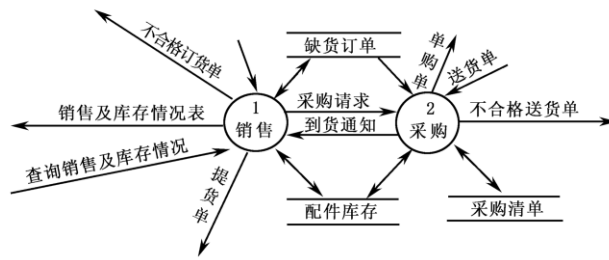 不合格订货单
缺货订单
单购单
送货单
1
销售
采购请求
2
采购
不合格送货单
销售及库存情况表
到货通知
查询销售及库存情况
提货单
配件库存
采购清单